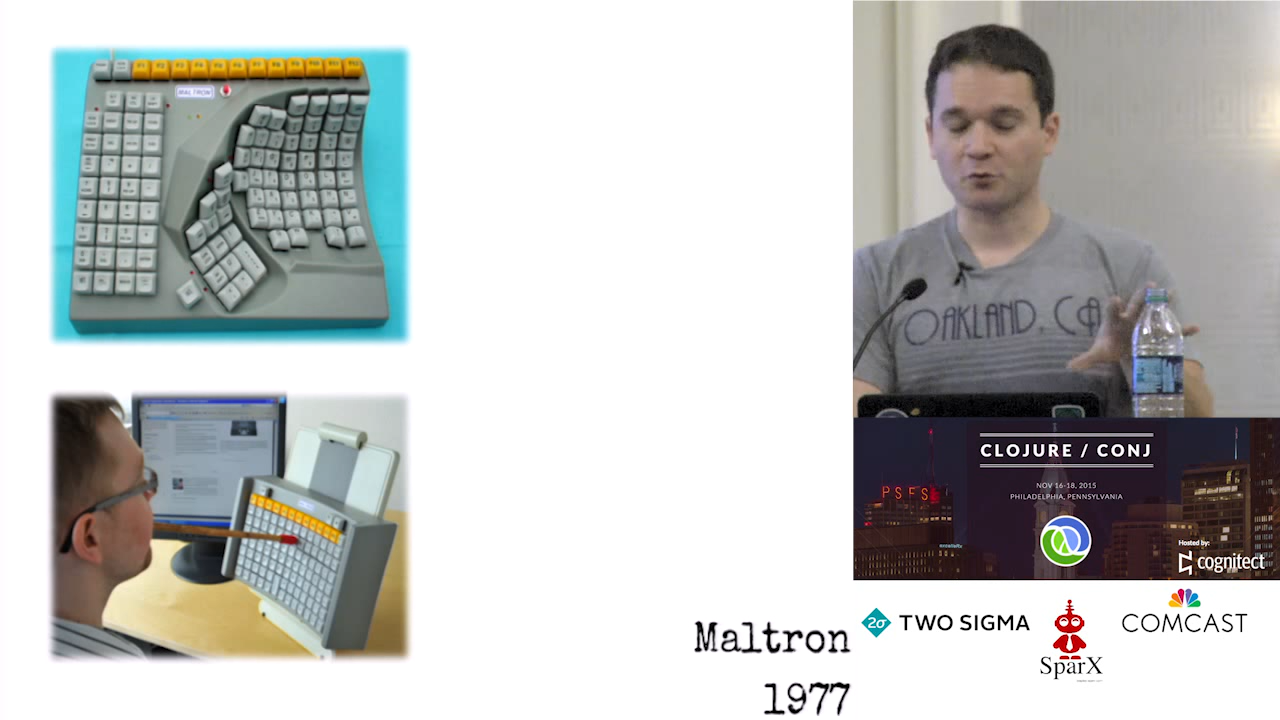 MALTRON
Maltron
1977
OAKLAND, CA
CLOJURE / CONJ
NOV 16-18, 2015
PHILADELPHIA, PENNSYLVANIA
PSFS
Hosted by:
cognitect
2σ TWO SIGMA
SparX
COMCAST